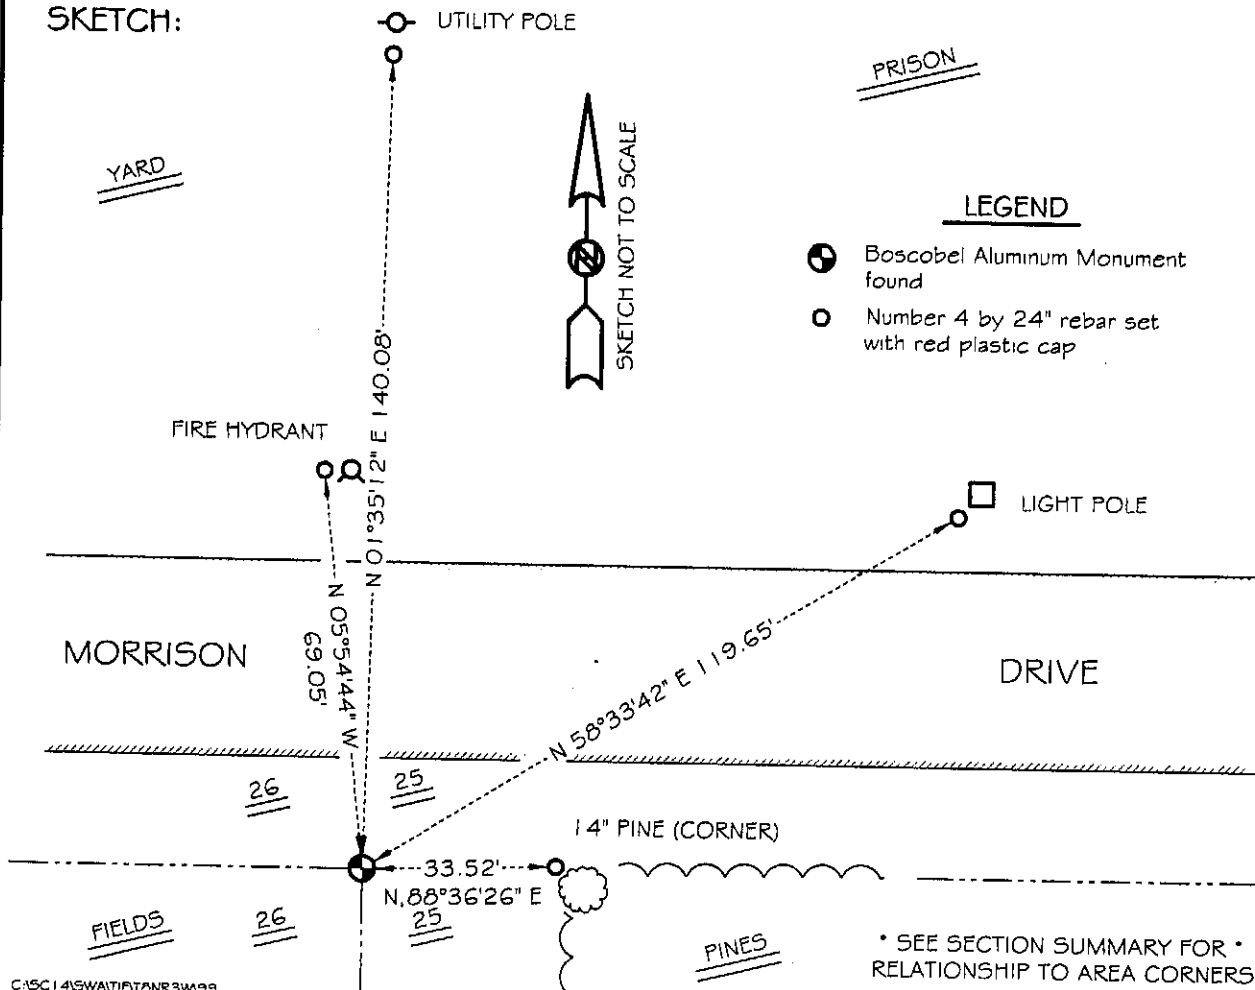 SKETCH:
UTILITY POLE
PRISON
YARD
SKETCH NOT TO SCALE
N
LEGEND
Boscobel Aluminum Monument
found
Number 4 by 24" rebar set
with red plastic cap
FIRE HYDRANT
N 01°35'12" E 140.08'
LIGHT POLE
N 05°54'44" W
69.05'
N 58°33'42" E 119.65'
MORRISON
DRIVE
26
25
14" PINE (CORNER)
33.52'
N.88°36'26" E
FIELDS
26
25
PINES
* SEE SECTION SUMMARY FOR *
RELATIONSHIP TO AREA CORNERS